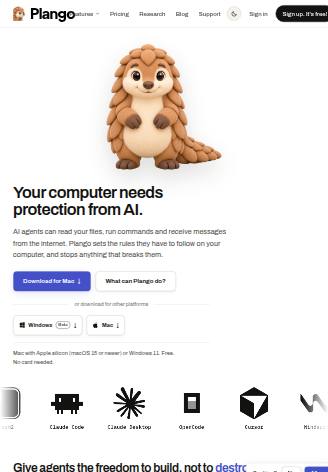 Plango
Pricing
Research
Blog
Support
Sign in
Sign up. It's free!
Your computer needs
protection from AI.
AI agents can read your files, run commands and receive messages
from the internet. Plango sets the rules they have to follow on your
computer, and stops anything that breaks them.
Download for Mac ↓
What can Plango do?
or download for other platforms
Windows Beta ↓
Mac ↓
Mac with Apple silicon (macOS 15 or newer) or Windows 11. Free.
No card needed.
Claude Code
Claude Desktop
OpenCode
Cursor
Give agents the freedom to build, not to